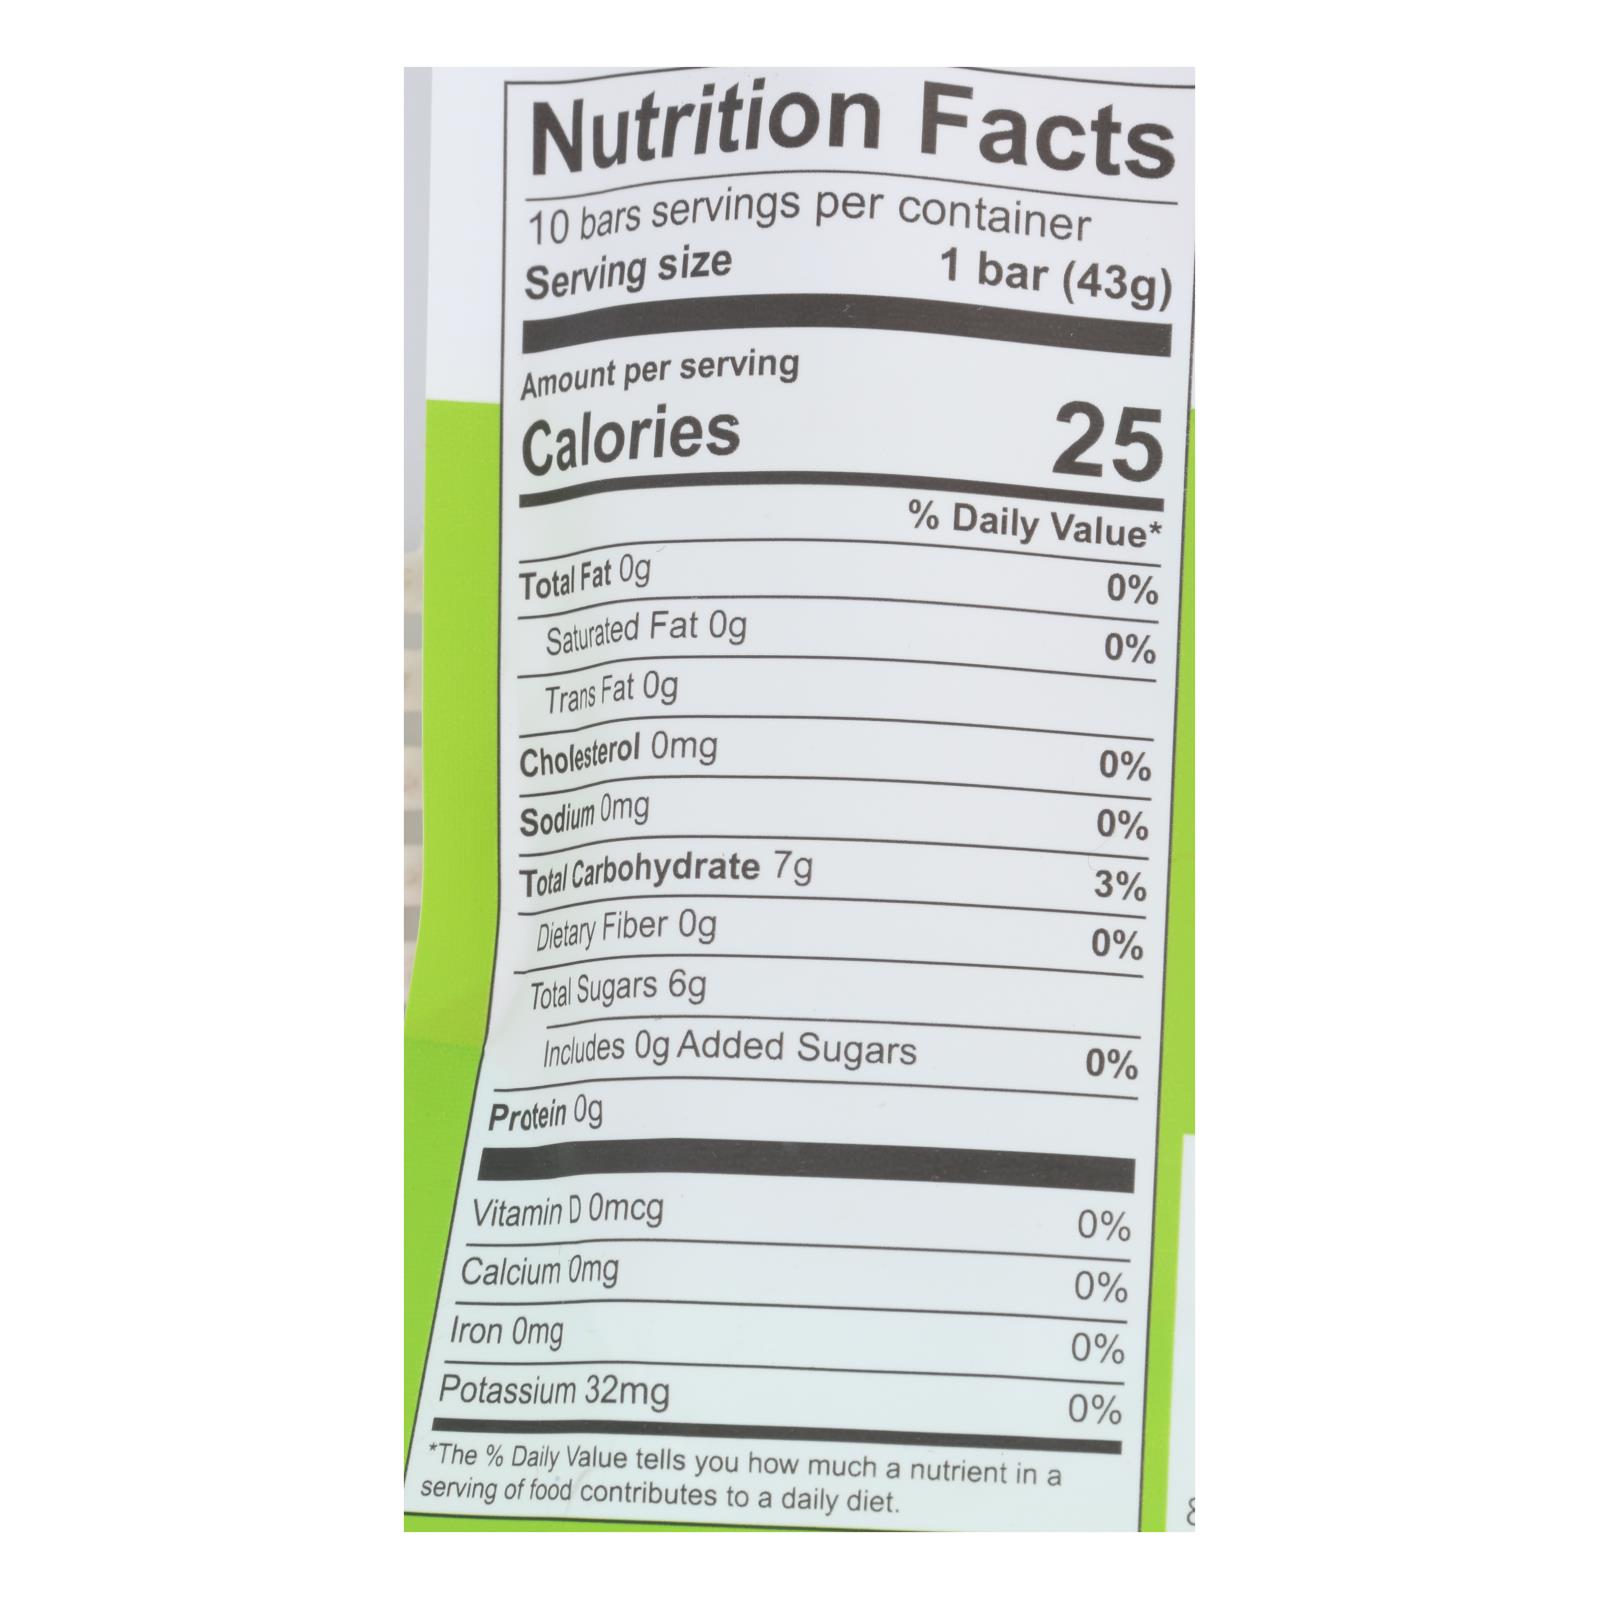 Nutrition Facts
10 bars servings per container
Serving size 1 bar (43g)
Amount per serving
Calories 25
% Daily Value*
Total Fat 0g 0%
Saturated Fat 0g 0%
Trans Fat 0g
Cholesterol 0mg 0%
Sodium 0mg 0%
Total Carbohydrate 7g 3%
Dietary Fiber 0g 0%
Total Sugars 6g
Includes 0g Added Sugars 0%
Protein 0g
Vitamin D 0mcg 0%
Calcium 0mg 0%
Iron 0mg 0%
Potassium 32mg 0%
*The % Daily Value tells you how much a nutrient in a
serving of food contributes to a daily diet.